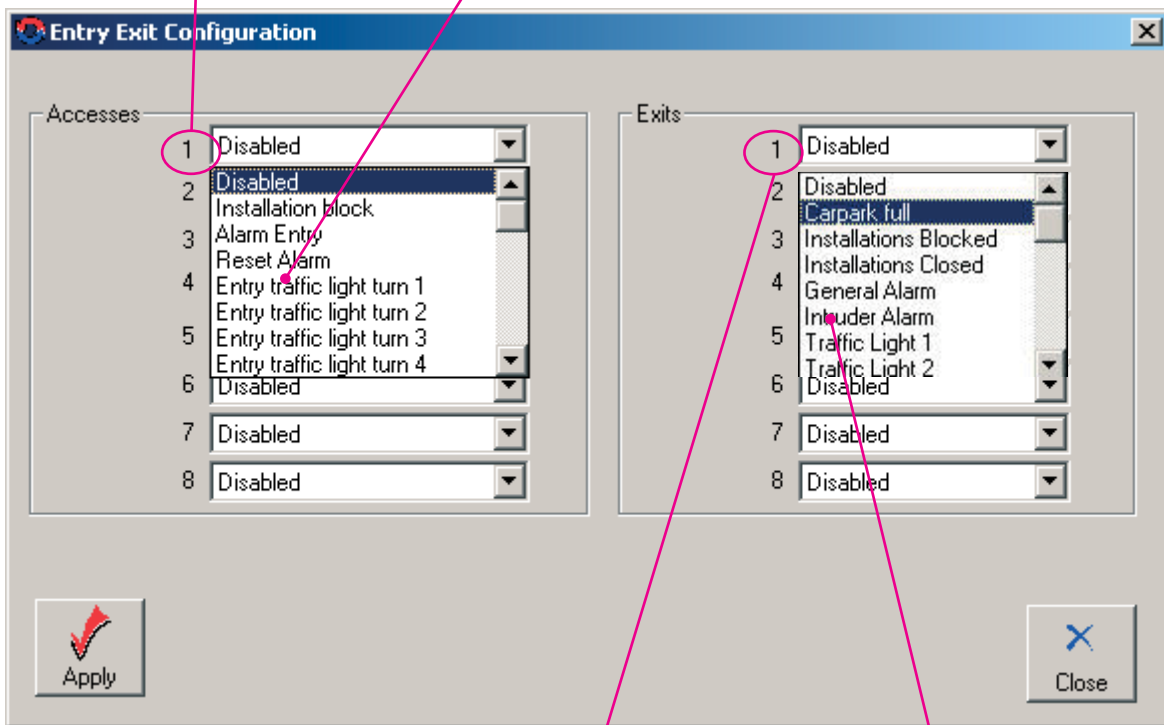 Entry Exit Configuration
Accesses
1 Disabled
Disabled
2
Installation block
3 Alarm Entry
Reset Alarm
4 Entry traffic light turn 1
Entry traffic light turn 2
5 Entry traffic light turn 3
Entry traffic light turn 4
6 Disabled
7 Disabled
8 Disabled
Exits
1 Disabled
2 Disabled
Carpark full
3 Installations Blocked
Installations Closed
4 General Alarm
Intruder Alarm
5 Traffic Light 1
Traffic Light 2
6 Disabled
7 Disabled
8 Disabled
Apply
Close